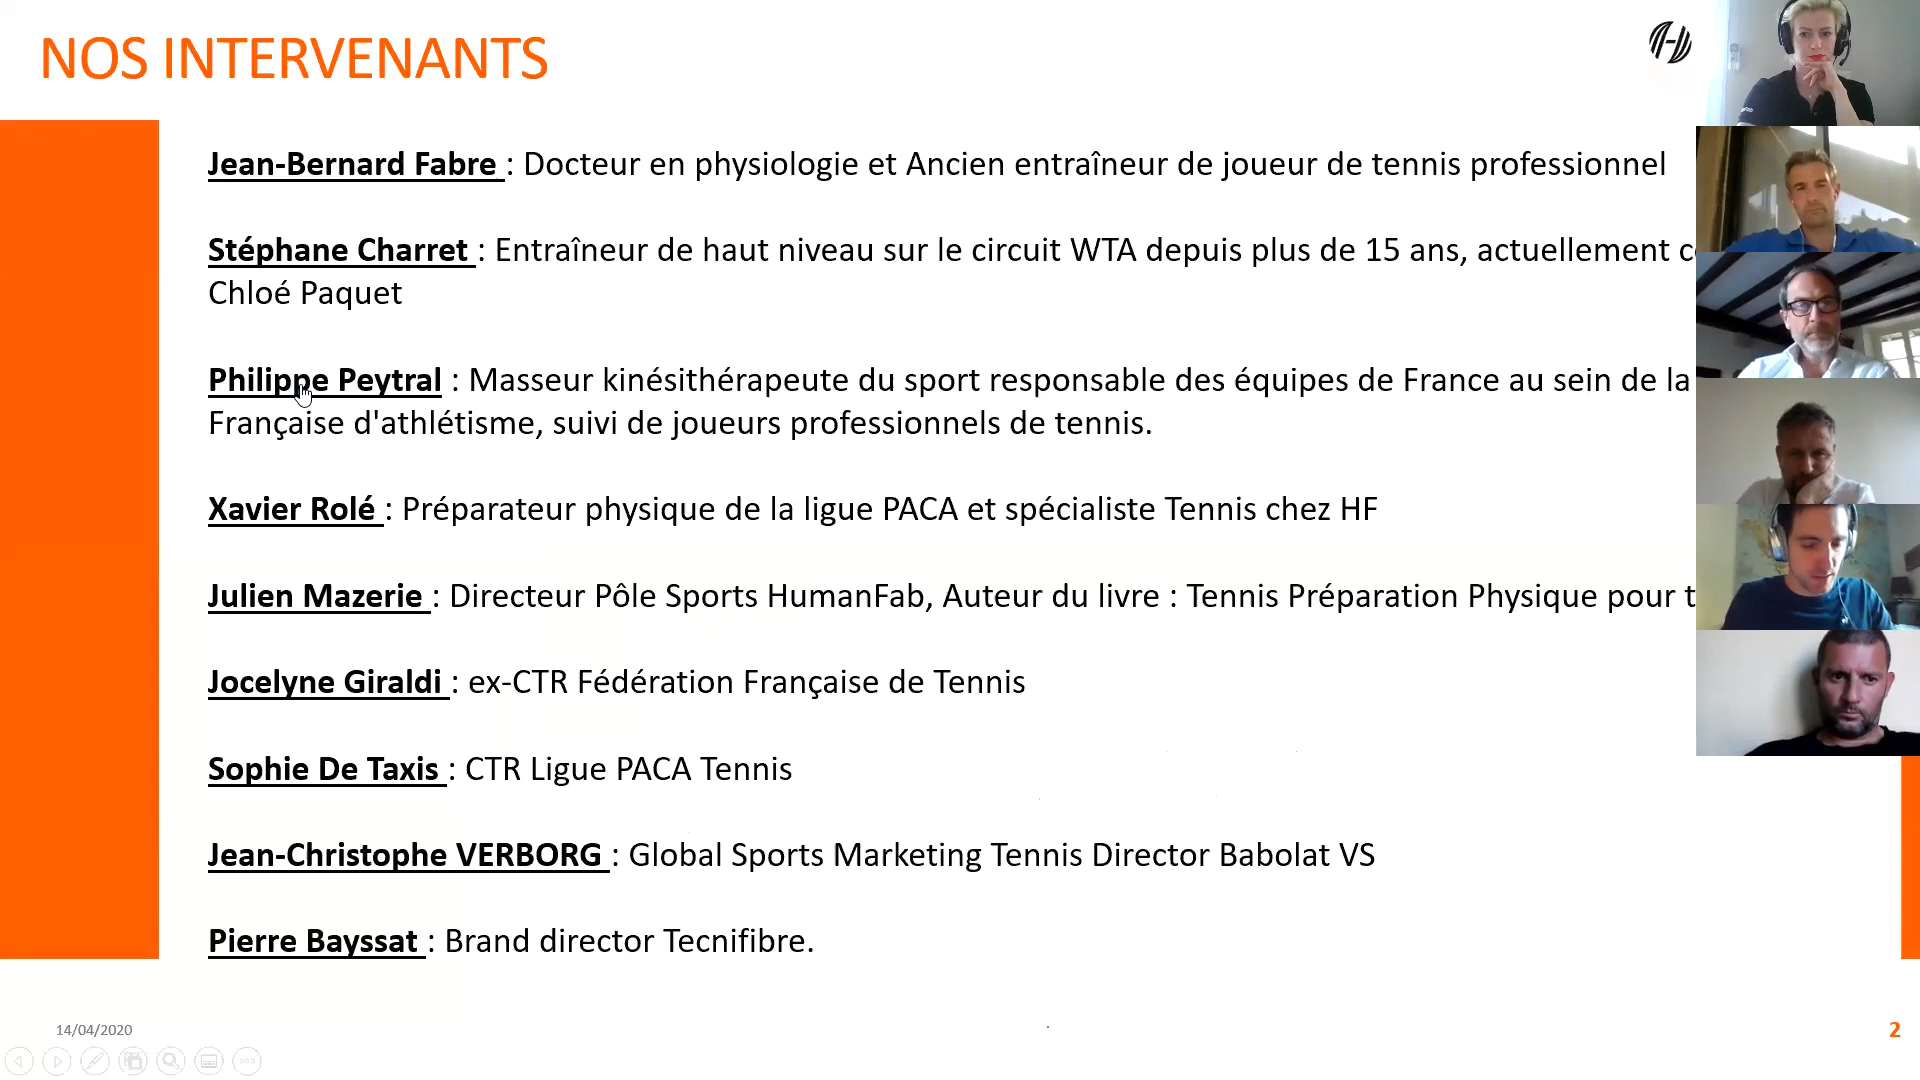 NOS INTERVENANTS
Jean-Bernard Fabre : Docteur en physiologie et Ancien entraîneur de joueur de tennis professionnel
Stéphane Charret : Entraîneur de haut niveau sur le circuit WTA depuis plus de 15 ans, actuellement
Chloé Paquet
Philippe Peytral : Masseur kinésithérapeute du sport responsable des équipes de France au sein de la
Française d'athlétisme, suivi de joueurs professionnels de tennis.
Xavier Rolé : Préparateur physique de la ligue PACA et spécialiste Tennis chez HF
Julien Mazerie : Directeur Pôle Sports HumanFab, Auteur du livre : Tennis Préparation Physique pour
Jocelyne Giraldi : ex-CTR Fédération Française de Tennis
Sophie De Taxis : CTR Ligue PACA Tennis
Jean-Christophe VERBORG : Global Sports Marketing Tennis Director Babolat VS
Pierre Bayssat : Brand director Tecnifibre.
14/04/2020
2